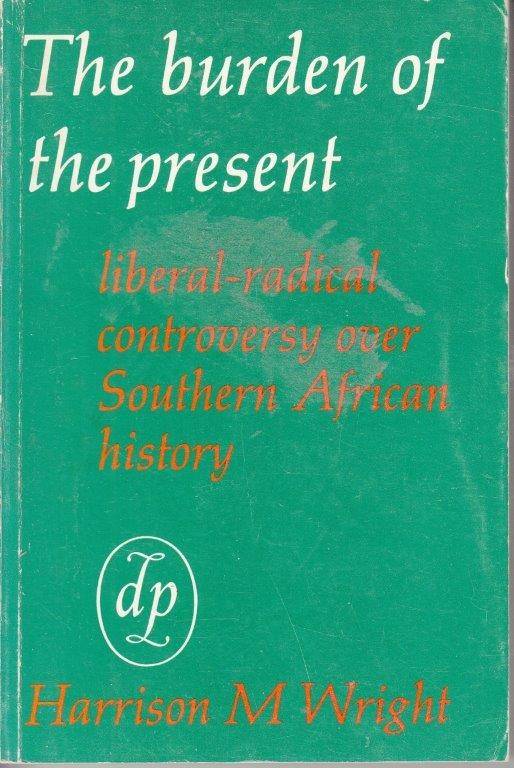 The burden of
the present
liberal-radical
controversy over
Southern African
history
dp
Harrison M Wright